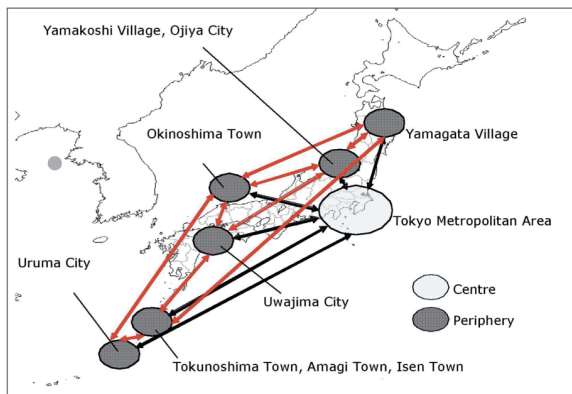 Yamakoshi Village, Ojiya City
Okinoshima Town
Yamagata Village
Tokyo Metropolitan Area
Uruma City
Uwajima City
Centre
Periphery
Tokunoshima Town, Amagi Town, Isen Town